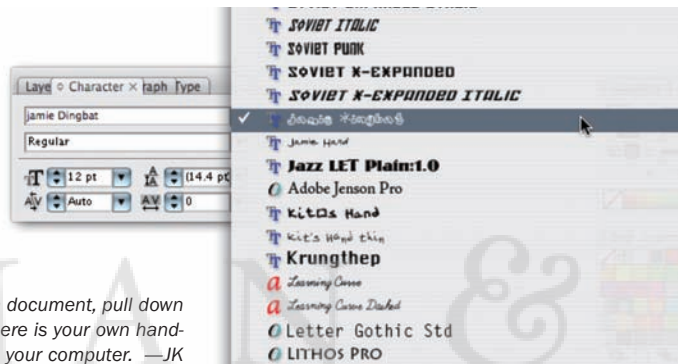 SOVIET ITALIC
SOVIET PUNK
SOVIET X-EXPANDED
SOVIET X-EXPANDED ITALIC
Jamie Hand
Jazz LET Plain:1.0
Adobe Jenson Pro
Kit□s Hand
Kit's Hand thin
Krungthep
Learning Curve
Learning Curve Dashed
Letter Gothic Std
LITHOS PRO
Character × raph Type
jamie Dingbat
Regular
12 pt (14.4 pt
Auto 0
document, pull down
ere is your own hand-
your computer. —JK
AN &